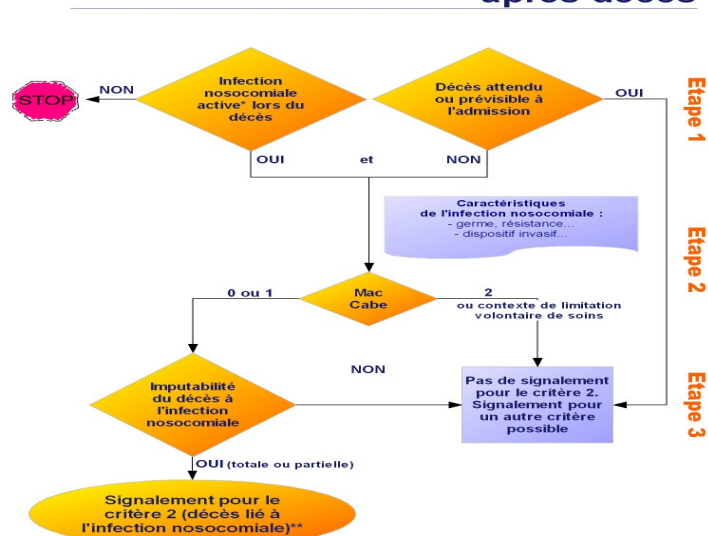 après décès
Infection
nosocomiale
active* lors du
décès
Décès attendu
ou prévisible à
l'admission
NON
STOP
OUI
Etape 1
OUI
et
NON
Caractéristiques
de l'infection nosocomiale :
- germe, résistance...
- dispositif invasif...
Etape 2
Mac
Cabe
0 ou 1
2
ou contexte de limitation
volontaire de soins
Imputabilité
du décès à
l'infection
nosocomiale
NON
Pas de signalement
pour le critère 2.
Signalement pour
un autre critère
possible
Etape 3
OUI (totale ou partielle)
Signalement pour le
critère 2 (décès lié à
l'infection nosocomiale)**